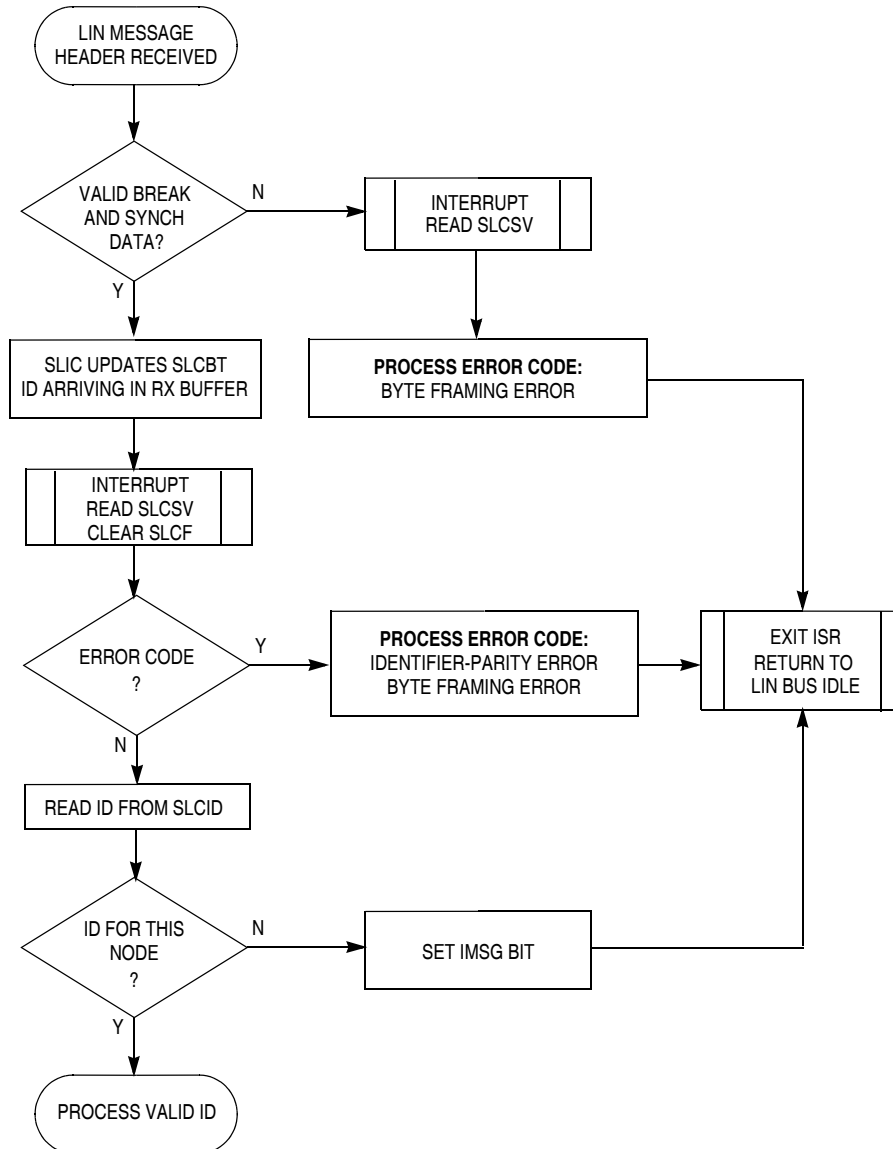 LIN MESSAGE
HEADER RECEIVED
VALID BREAK
AND SYNCH
DATA?
N
INTERRUPT
READ SLCSV
Y
SLIC UPDATES SLCBT
ID ARRIVING IN RX BUFFER
PROCESS ERROR CODE:
BYTE FRAMING ERROR
INTERRUPT
READ SLCSV
CLEAR SLCF
ERROR CODE
?
Y
PROCESS ERROR CODE:
IDENTIFIER-PARITY ERROR
BYTE FRAMING ERROR
EXIT ISR
RETURN TO
LIN BUS IDLE
N
READ ID FROM SLCID
ID FOR THIS
NODE
?
N
SET IMSG BIT
Y
PROCESS VALID ID